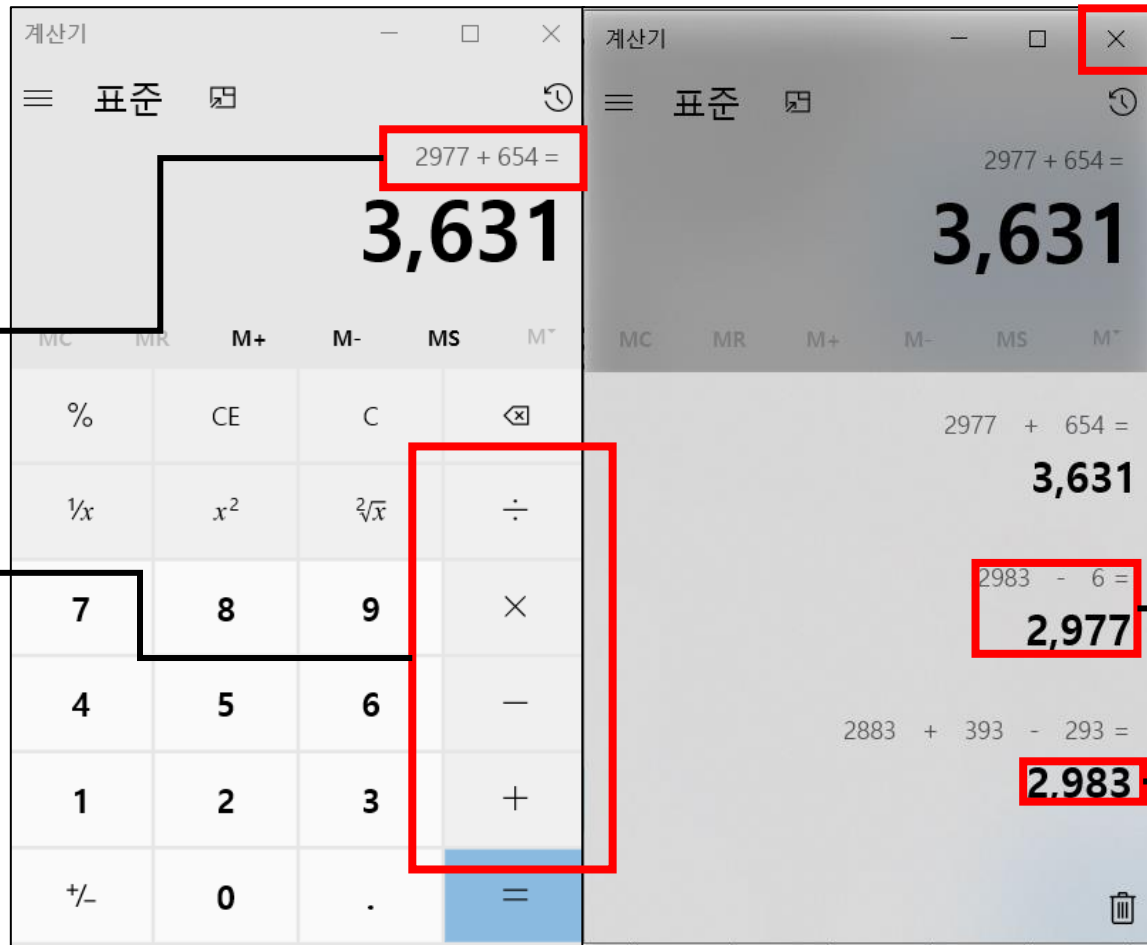 계산기
표준
2977 + 654 =
3,631
MC MR M+ M- MS M˅
% CE C
¹/x x² ²√x ÷
7 8 9 ×
4 5 6 −
1 2 3 +
+/− 0 . =
계산기
표준
2977 + 654 =
3,631
MC MR M+ M- MS M˅
2977 + 654 =
3,631
2983 - 6 =
2,977
2883 + 393 - 293 =
2,983